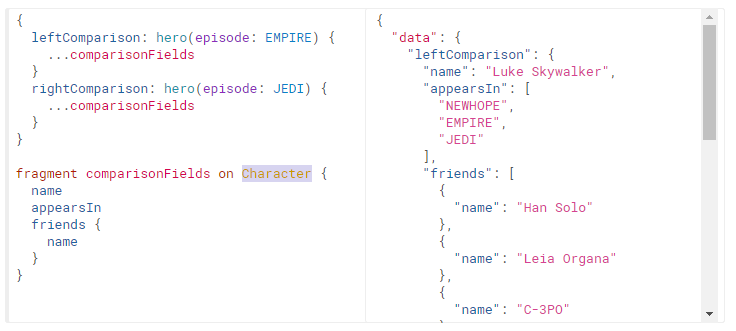 {
  leftComparison: hero(episode: EMPIRE) {
    ...comparisonFields
  }
  rightComparison: hero(episode: JEDI) {
    ...comparisonFields
  }
}

fragment comparisonFields on Character {
  name
  appearsIn
  friends {
    name
  }
}
{
  "data": {
    "leftComparison": {
      "name": "Luke Skywalker",
      "appearsIn": [
        "NEWHOPE",
        "EMPIRE",
        "JEDI"
      ],
      "friends": [
        {
          "name": "Han Solo"
        },
        {
          "name": "Leia Organa"
        },
        {
          "name": "C-3PO"